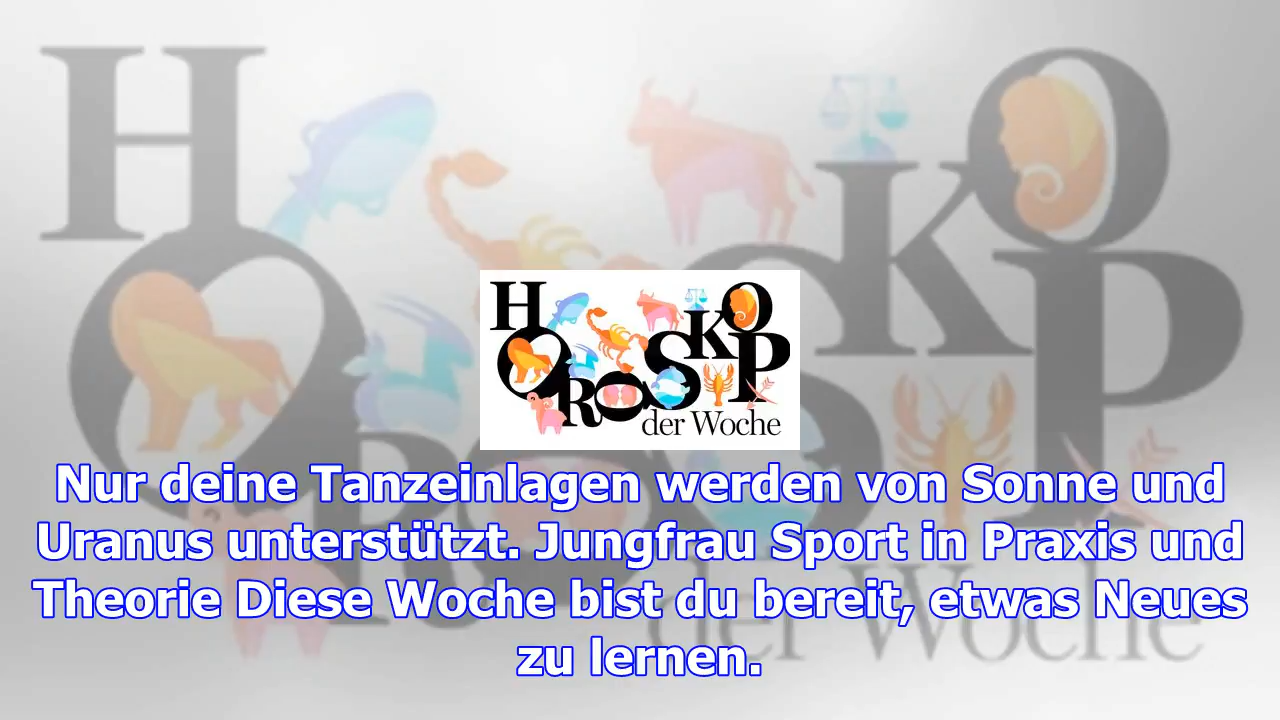 HOROSKOP
der Woche
Nur deine Tanzeinlagen werden von Sonne und
Uranus unterstützt. Jungfrau Sport in Praxis und
Theorie Diese Woche bist du bereit, etwas Neues
zu lernen.